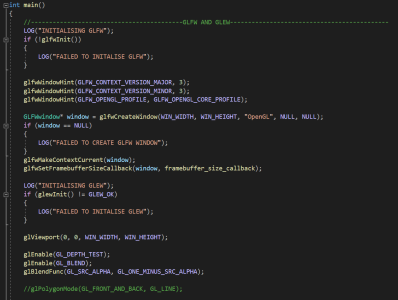 int main()
{
//---------------------------------------GLFW AND GLEW---------------------------------------
LOG("INITIALISING GLFW");
if (!glfwInit())
{
LOG("FAILED TO INITALISE GLFW");
}
glfwWindowHint(GLFW_CONTEXT_VERSION_MAJOR, 3);
glfwWindowHint(GLFW_CONTEXT_VERSION_MINOR, 3);
glfwWindowHint(GLFW_OPENGL_PROFILE, GLFW_OPENGL_CORE_PROFILE);
GLFWwindow* window = glfwCreateWindow(WIN_WIDTH, WIN_HEIGHT, "OpenGL", NULL, NULL);
if (window == NULL)
{
LOG("FAILED TO CREATE GLFW WINDOW");
}
glfwMakeContextCurrent(window);
glfwSetFramebufferSizeCallback(window, framebuffer_size_callback);
LOG("INITIALISING GLEW");
if (glewInit() != GLEW_OK)
{
LOG("FAILED TO INITALISE GLEW");
}
glViewport(0, 0, WIN_WIDTH, WIN_HEIGHT);
glEnable(GL_DEPTH_TEST);
glEnable(GL_BLEND);
glBlendFunc(GL_SRC_ALPHA, GL_ONE_MINUS_SRC_ALPHA);
//glPolygonMode(GL_FRONT_AND_BACK, GL_LINE);